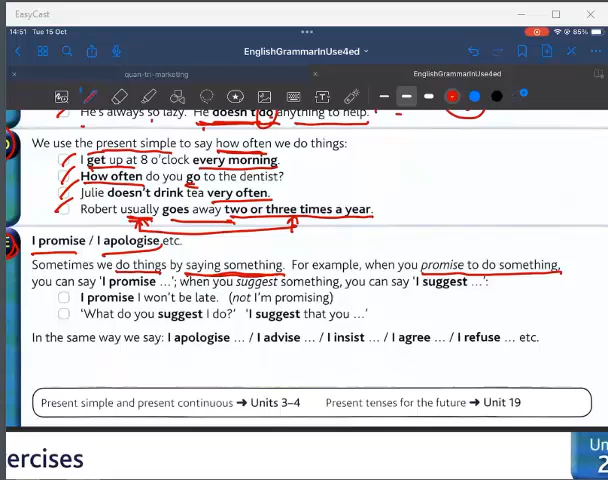 EasyCast
14:51 Tue 15 Oct
85%
EnglishGrammarInUse4ed
quan-tri-marketing
EnglishGrammarInUse4ed
He's always so lazy. He doesn't do anything to help.
We use the present simple to say how often we do things:
I get up at 8 o'clock every morning.
How often do you go to the dentist?
Julie doesn't drink tea very often.
Robert usually goes away two or three times a year.
E
I promise / I apologise etc.
Sometimes we do things by saying something. For example, when you promise to do something,
you can say 'I promise ...'; when you suggest something, you can say 'I suggest ...':
I promise I won't be late. (not I'm promising)
'What do you suggest I do?' 'I suggest that you ...'
In the same way we say: I apologise ... / I advise ... / I insist ... / I agree ... / I refuse ... etc.
Present simple and present continuous ➜ Units 3–4 Present tenses for the future ➜ Unit 19
ercises
Un
2